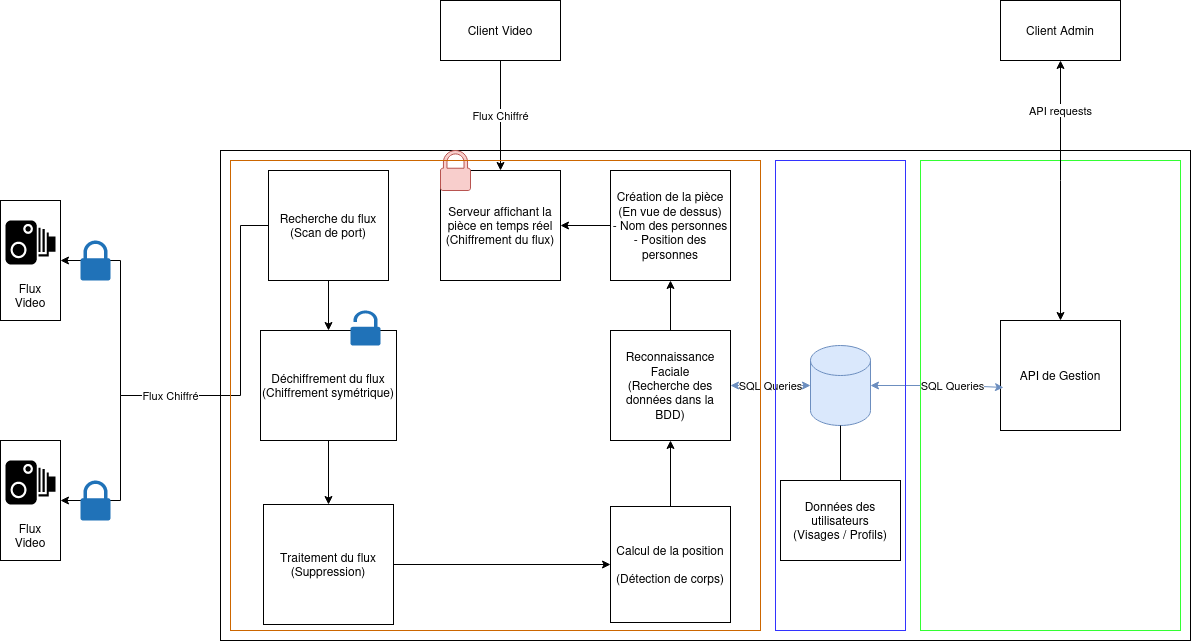 Client Video
Client Admin
Flux Chiffré
API requests
Recherche du flux
(Scan de port)
Serveur affichant la
pièce en temps réel
(Chiffrement du flux)
Création de la pièce
(En vue de dessus)
- Nom des personnes
- Position des
personnes
Flux
Video
Déchiffrement du flux
(Chiffrement symétrique)
Reconnaissance
Faciale
(Recherche des
données dans la
BDD)
SQL Queries
SQL Queries
API de Gestion
Flux Chiffré
Flux
Video
Données des
utilisateurs
(Visages / Profils)
Traitement du flux
(Suppression)
Calcul de la position
(Détection de corps)